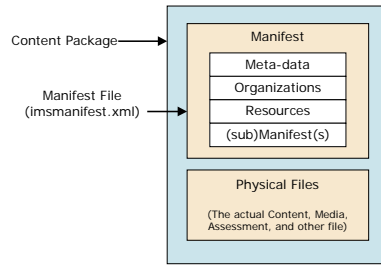 Content Package
Manifest File
(imsmanifest.xml)
Manifest
Meta-data
Organizations
Resources
(sub)Manifest(s)
Physical Files
(The actual Content, Media,
Assessment, and other file)